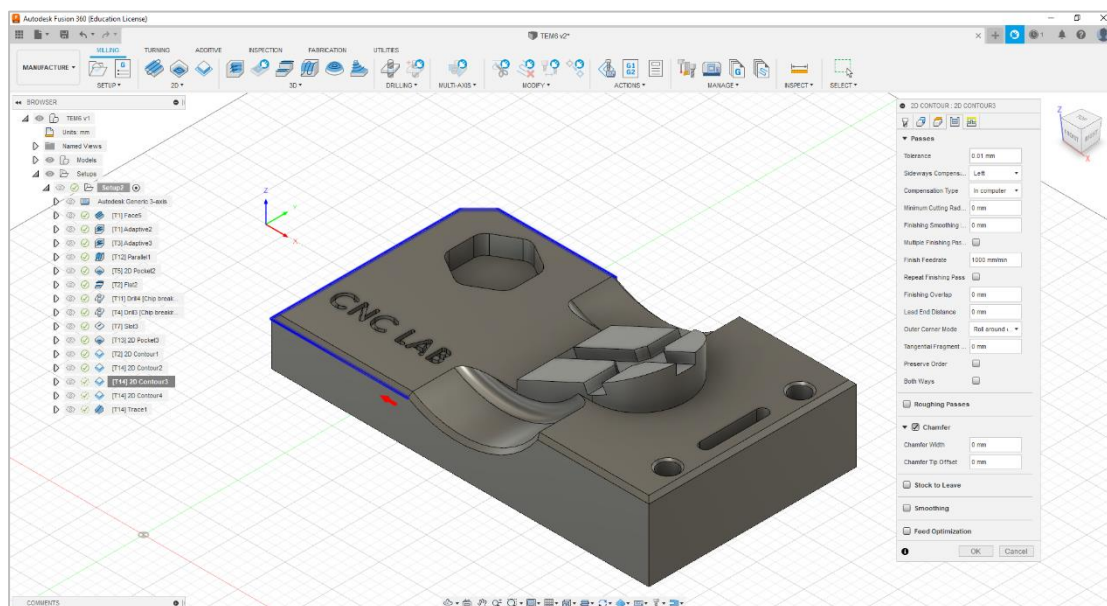 Autodesk Fusion 360 (Education License)
TEM6 v2*
1
MILLING TURNING ADDITIVE INSPECTION FABRICATION UTILITIES
MANUFACTURE
G1
G2
G
G
SETUP 2D 3D DRILLING MULTI-AXIS MODIFY ACTIONS MANAGE INSPECT SELECT
BROWSER
TEM6 v1
Units: mm
Named Views
Models
Setups
Setup2
Autodesk Generic 3-axis
[T1] Face5
[T1] Adaptive2
[T3] Adaptive3
[T12] Parallel1
[T5] 2D Pocket2
[T2] Flat2
[T11] Drill4 [Chip break...
[T4] Drill3 [Chip break...
[T7] Slot3
[T13] 2D Pocket3
[T2] 2D Contour1
[T14] 2D Contour2
[T14] 2D Contour3
[T14] 2D Contour4
[T14] Trace1
COMMENTS
Z
Y
X
CNC LAB
TOP
FRONT
RIGHT
X
2D CONTOUR : 2D CONTOUR3
Passes
Tolerance 0.01 mm
Sideways Compens... Left
Compensation Type In computer
Minimum Cutting Rad... 0 mm
Finishing Smoothing 0 mm
Multiple Finishing Pas...
Finish Feedrate 1000 mm/min
Repeat Finishing Pass
Finishing Overlap 0 mm
Lead End Distance 0 mm
Outer Corner Mode Roll around
Tangential Fragment 0 mm
Preserve Order
Both Ways
Roughing Passes
Chamfer
Chamfer Width 0 mm
Chamfer Tip Offset 0 mm
Stock to Leave
Smoothing
Feed Optimization
OK Cancel